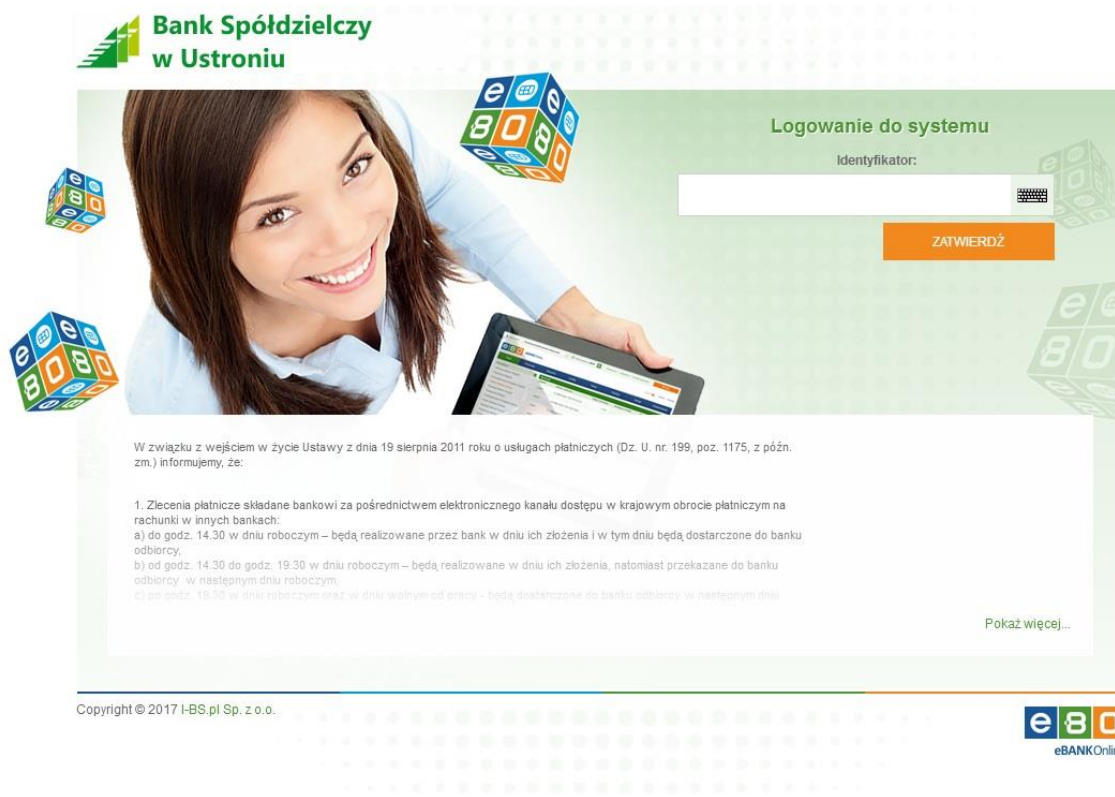 Bank Spółdzielczy
w Ustroniu
Logowanie do systemu
Identyfikator:
ZATWIERDŹ
W związku z wejściem w życie Ustawy z dnia 19 sierpnia 2011 roku o usługach płatniczych (Dz. U. nr. 199, poz. 1175, z późn.
zm.) informujemy, że:
1. Zlecenia płatnicze składane bankowi za pośrednictwem elektronicznego kanału dostępu w krajowym obrocie płatniczym na
rachunki w innych bankach:
a) do godz. 14.30 w dniu roboczym – będą realizowane przez bank w dniu ich złożenia i w tym dniu będą dostarczone do banku
odbiorcy,
b) od godz. 14.30 do godz. 19.30 w dniu roboczym – będą realizowane w dniu ich złożenia, natomiast przekazane do banku
odbiorcy w następnym dniu roboczym,
c) po godz. 19.30 w dniu roboczym oraz w dniu wolnym od pracy - będą dostarczone do banku odbiorcy w następnym dniu
Pokaż więcej...
Copyright © 2017 I-BS.pl Sp. z o.o.
e80
eBANKOnlin